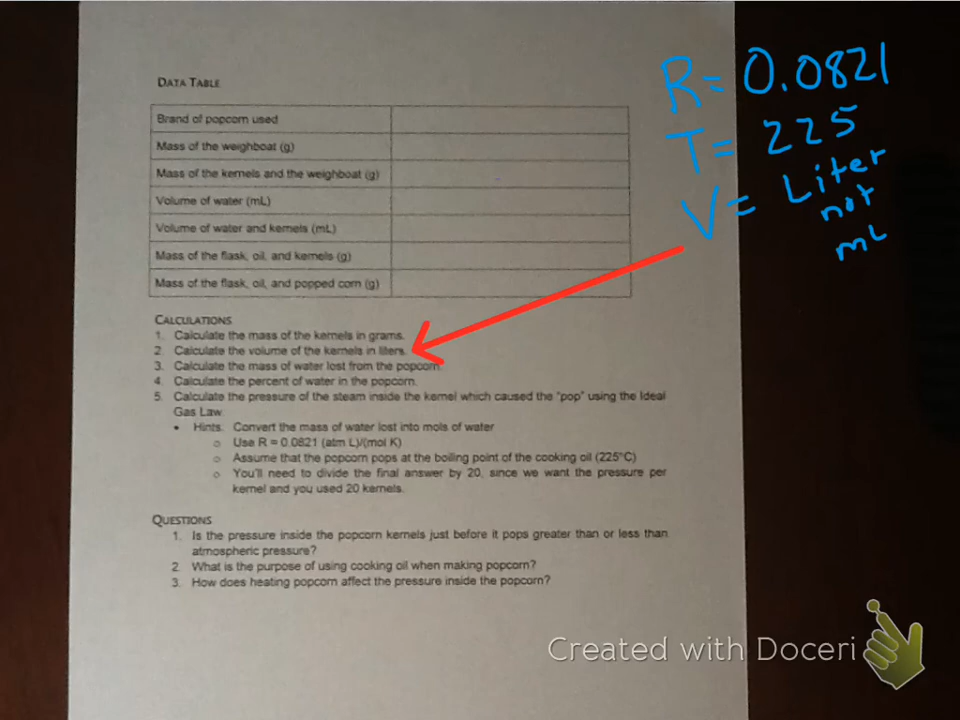 DATA TABLE
Brand of popcorn used
Mass of the weighboat (g)
Mass of the kernels and the weighboat (g)
Volume of water (mL)
Volume of water and kernels (mL)
Mass of the flask, oil, and kernels (g)
Mass of the flask, oil, and popped corn (g)
R = 0.0821
T = 225
V = Liter
not
mL
CALCULATIONS
1. Calculate the mass of the kernels in grams.
2. Calculate the volume of the kernels in liters.
3. Calculate the mass of water lost from the popcorn.
4. Calculate the percent of water in the popcorn.
5. Calculate the pressure of the steam inside the kernel which caused the "pop" using the Ideal
Gas Law.
• Hints: Convert the mass of water lost into mols of water
o Use R = 0.0821 (atm L)/(mol K)
o Assume that the popcorn pops at the boiling point of the cooking oil (225°C)
o You'll need to divide the final answer by 20, since we want the pressure per
kernel and you used 20 kernels.
QUESTIONS
1. Is the pressure inside the popcorn kernels just before it pops greater than or less than
atmospheric pressure?
2. What is the purpose of using cooking oil when making popcorn?
3. How does heating popcorn affect the pressure inside the popcorn?
Created with Doceri